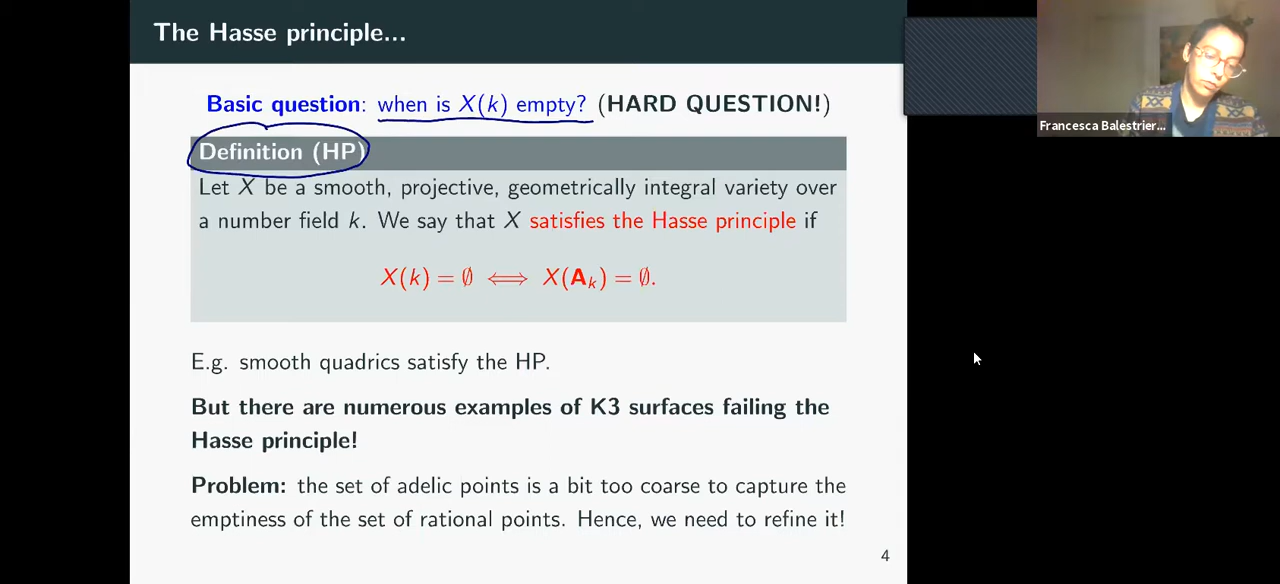 The Hasse principle...
Basic question: when is X(k) empty? (HARD QUESTION!)
Definition (HP)
Let X be a smooth, projective, geometrically integral variety over
a number field k. We say that X satisfies the Hasse principle if
X(k) = ∅ ⟺ X(𝐀ₖ) = ∅.
E.g. smooth quadrics satisfy the HP.
But there are numerous examples of K3 surfaces failing the
Hasse principle!
Problem: the set of adelic points is a bit too coarse to capture the
emptiness of the set of rational points. Hence, we need to refine it!
4
Francesca Balestrier...